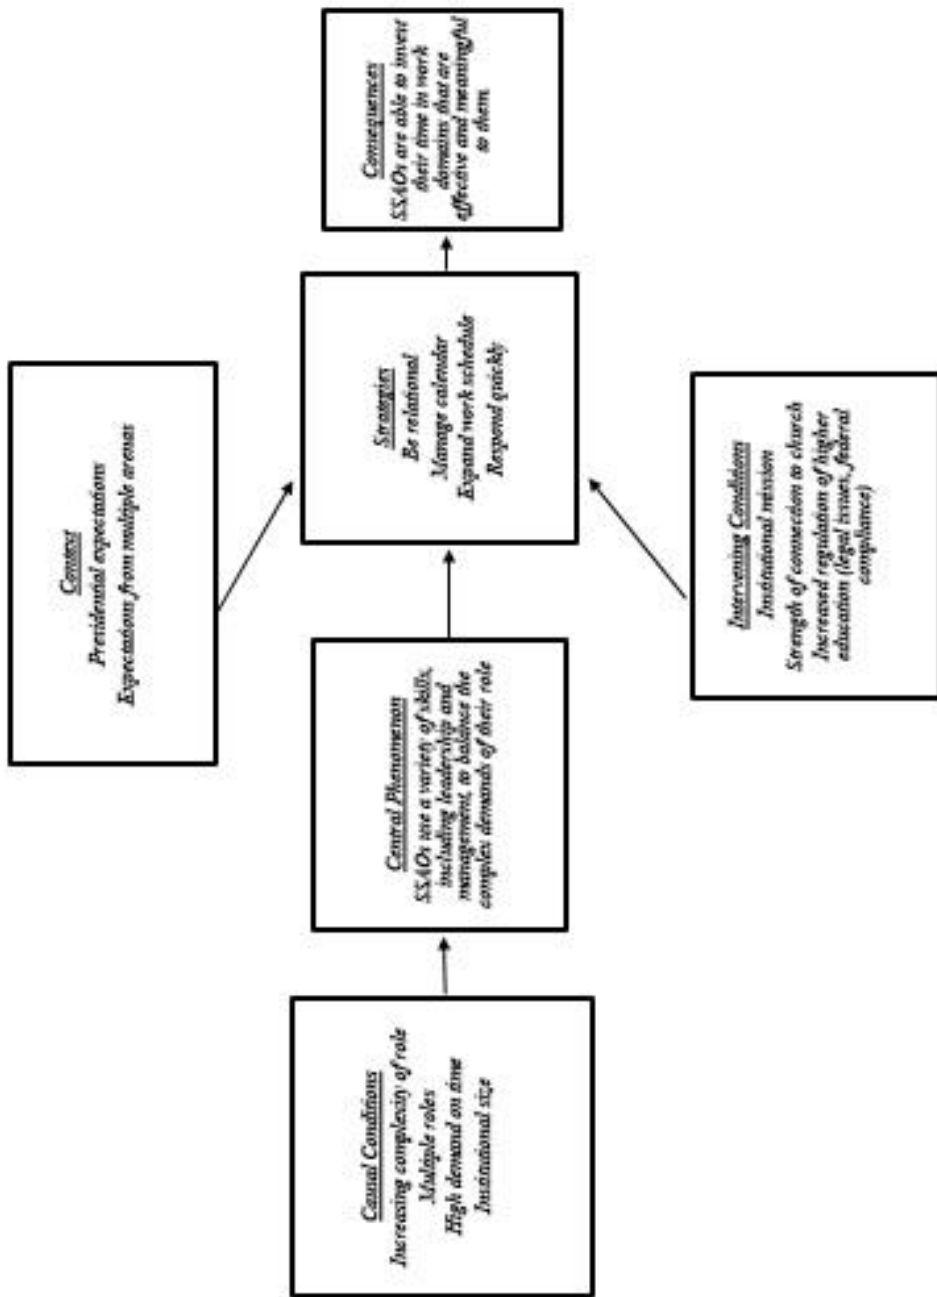 Causal Conditions
Increasing complexity of role
Multiple roles
High demand on time
Institutional size
Central Phenomenon
SSAOs use a variety of skills,
including leadership and
management, to balance the
complex demands of their role
Context
Presidential expectations
Expectations from multiple arenas
Strategies
Be relational
Manage calendar
Expand work schedule
Respond quickly
Intervening Conditions
Institutional mission
Strength of connection to church
Increased regulation of higher
education (legal issues, federal
compliance)
Consequences
SSAOs are able to invest
their time in work
domains that are
effective and meaningful
to them.